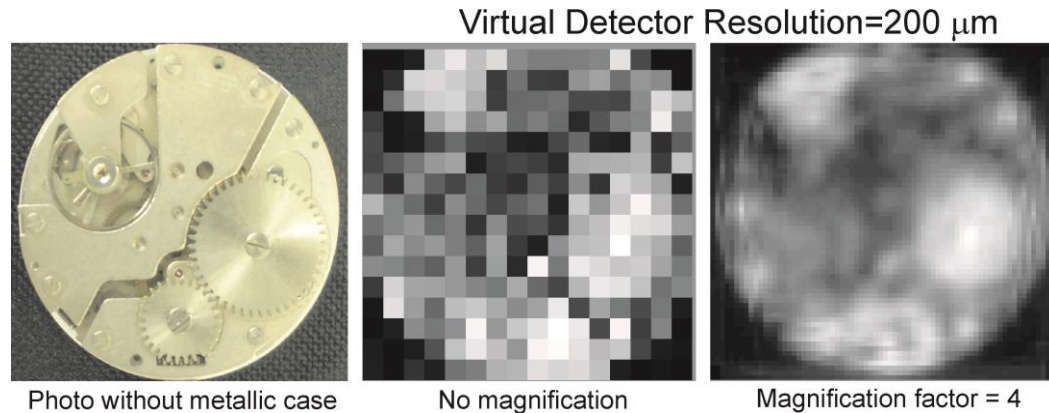 Virtual Detector Resolution=200 μm
Photo without metallic case
No magnification
Magnification factor = 4